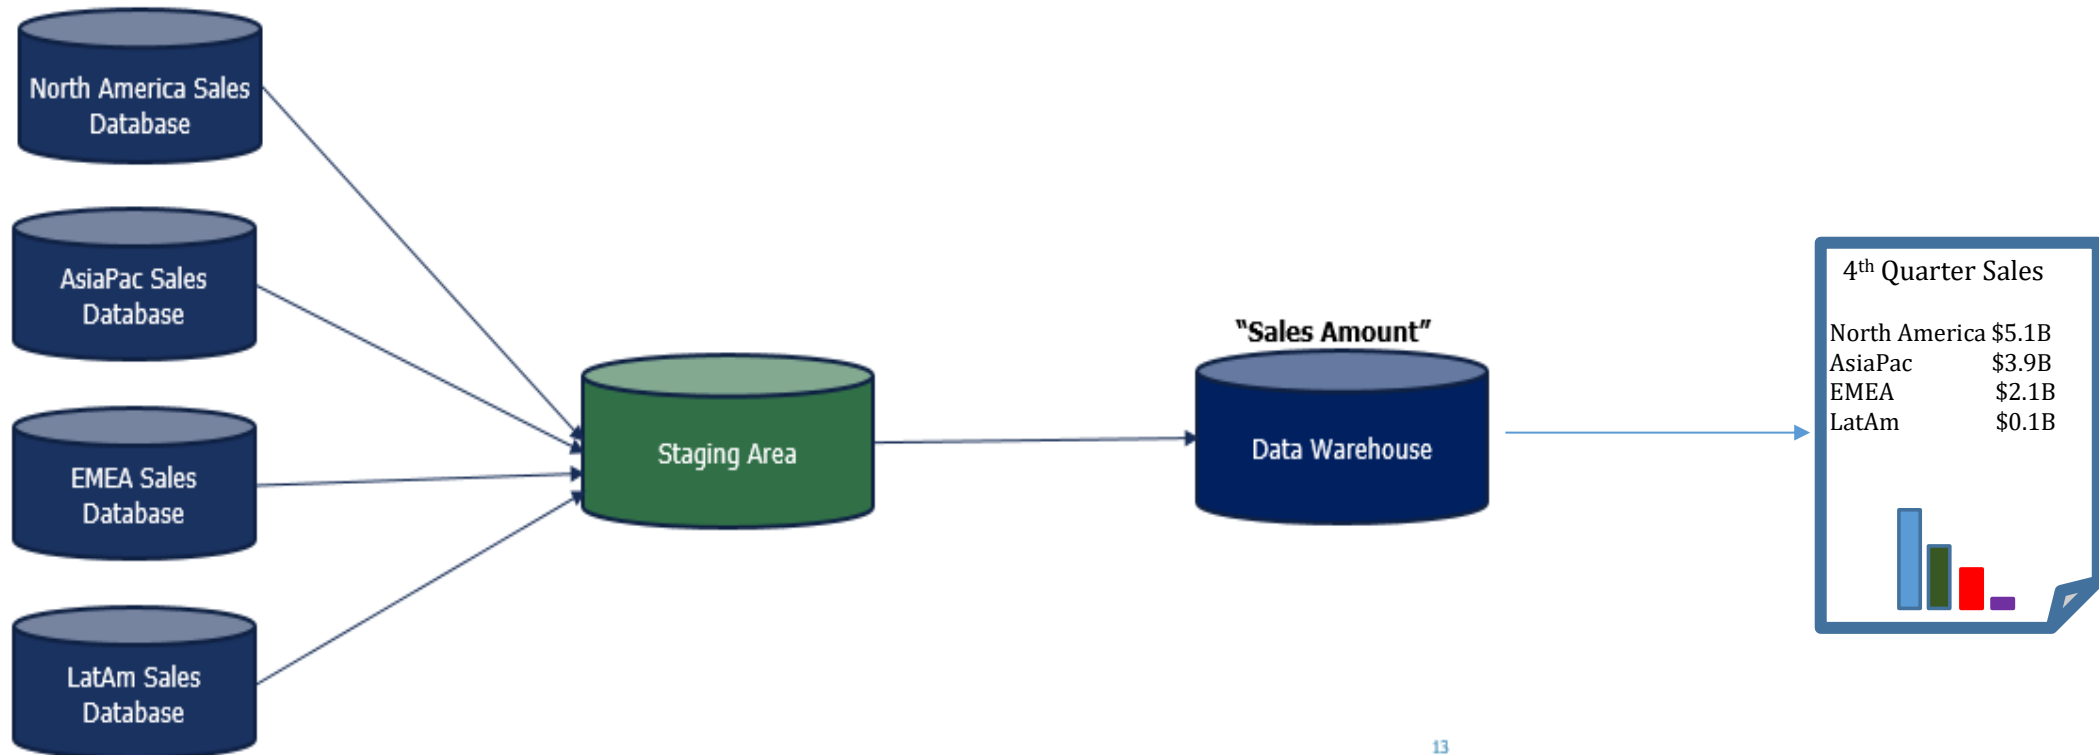 North America Sales
Database
AsiaPac Sales
Database
EMEA Sales
Database
LatAm Sales
Database
Staging Area
“Sales Amount”
Data Warehouse
4th Quarter Sales
North America $5.1B
AsiaPac $3.9B
EMEA $2.1B
LatAm $0.1B
13